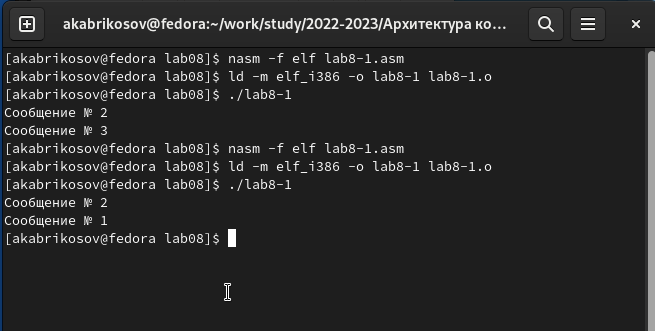 akabrikosov@fedora:~/work/study/2022-2023/Архитектура ко...
[akabrikosov@fedora lab08]$ nasm -f elf lab8-1.asm
[akabrikosov@fedora lab08]$ ld -m elf_i386 -o lab8-1 lab8-1.o
[akabrikosov@fedora lab08]$ ./lab8-1
Сообщение № 2
Сообщение № 3
[akabrikosov@fedora lab08]$ nasm -f elf lab8-1.asm
[akabrikosov@fedora lab08]$ ld -m elf_i386 -o lab8-1 lab8-1.o
[akabrikosov@fedora lab08]$ ./lab8-1
Сообщение № 2
Сообщение № 1
[akabrikosov@fedora lab08]$